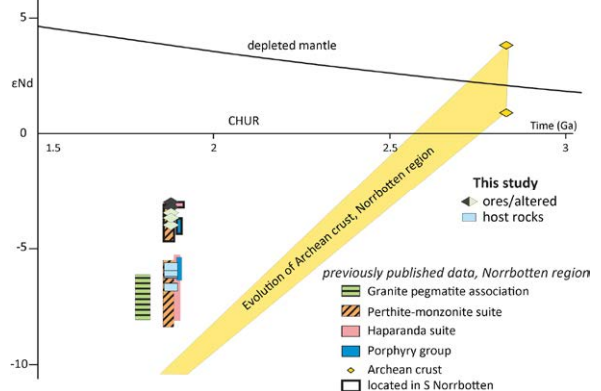 5
depleted mantle
εNd
CHUR
Time (Ga)
0
1.5
2
2.5
3
Evolution of Archean crust, Norrbotten region
This study
ores/altered
host rocks
-5
previously published data, Norrbotten region
Granite pegmatite association
Perthite-monzonite suite
Haparanda suite
Porphyry group
Archean crust
located in S Norrbotten
-10